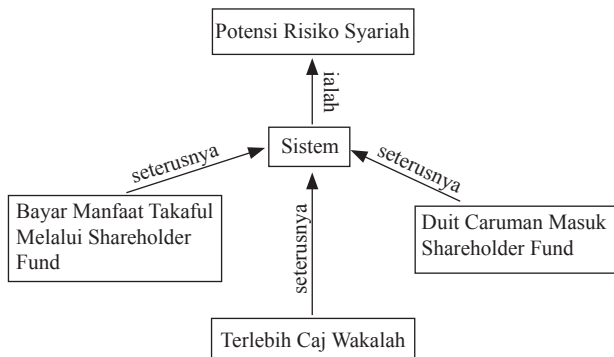 Potensi Risiko Syariah
ialah
Sistem
seterusnya
seterusnya
Bayar Manfaat Takaful
Melalui Shareholder
Fund
seterusnya
Duit Caruman Masuk
Shareholder Fund
Terlebih Caj Wakalah